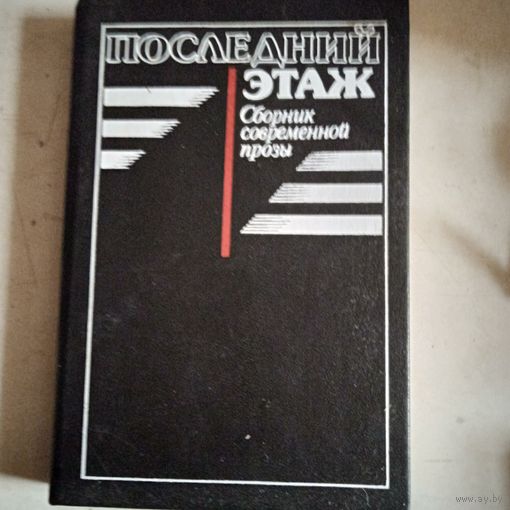 ПОСЛЕДНИЙ
ЭТАЖ
Сборник
современной
прозы
www.ay.by